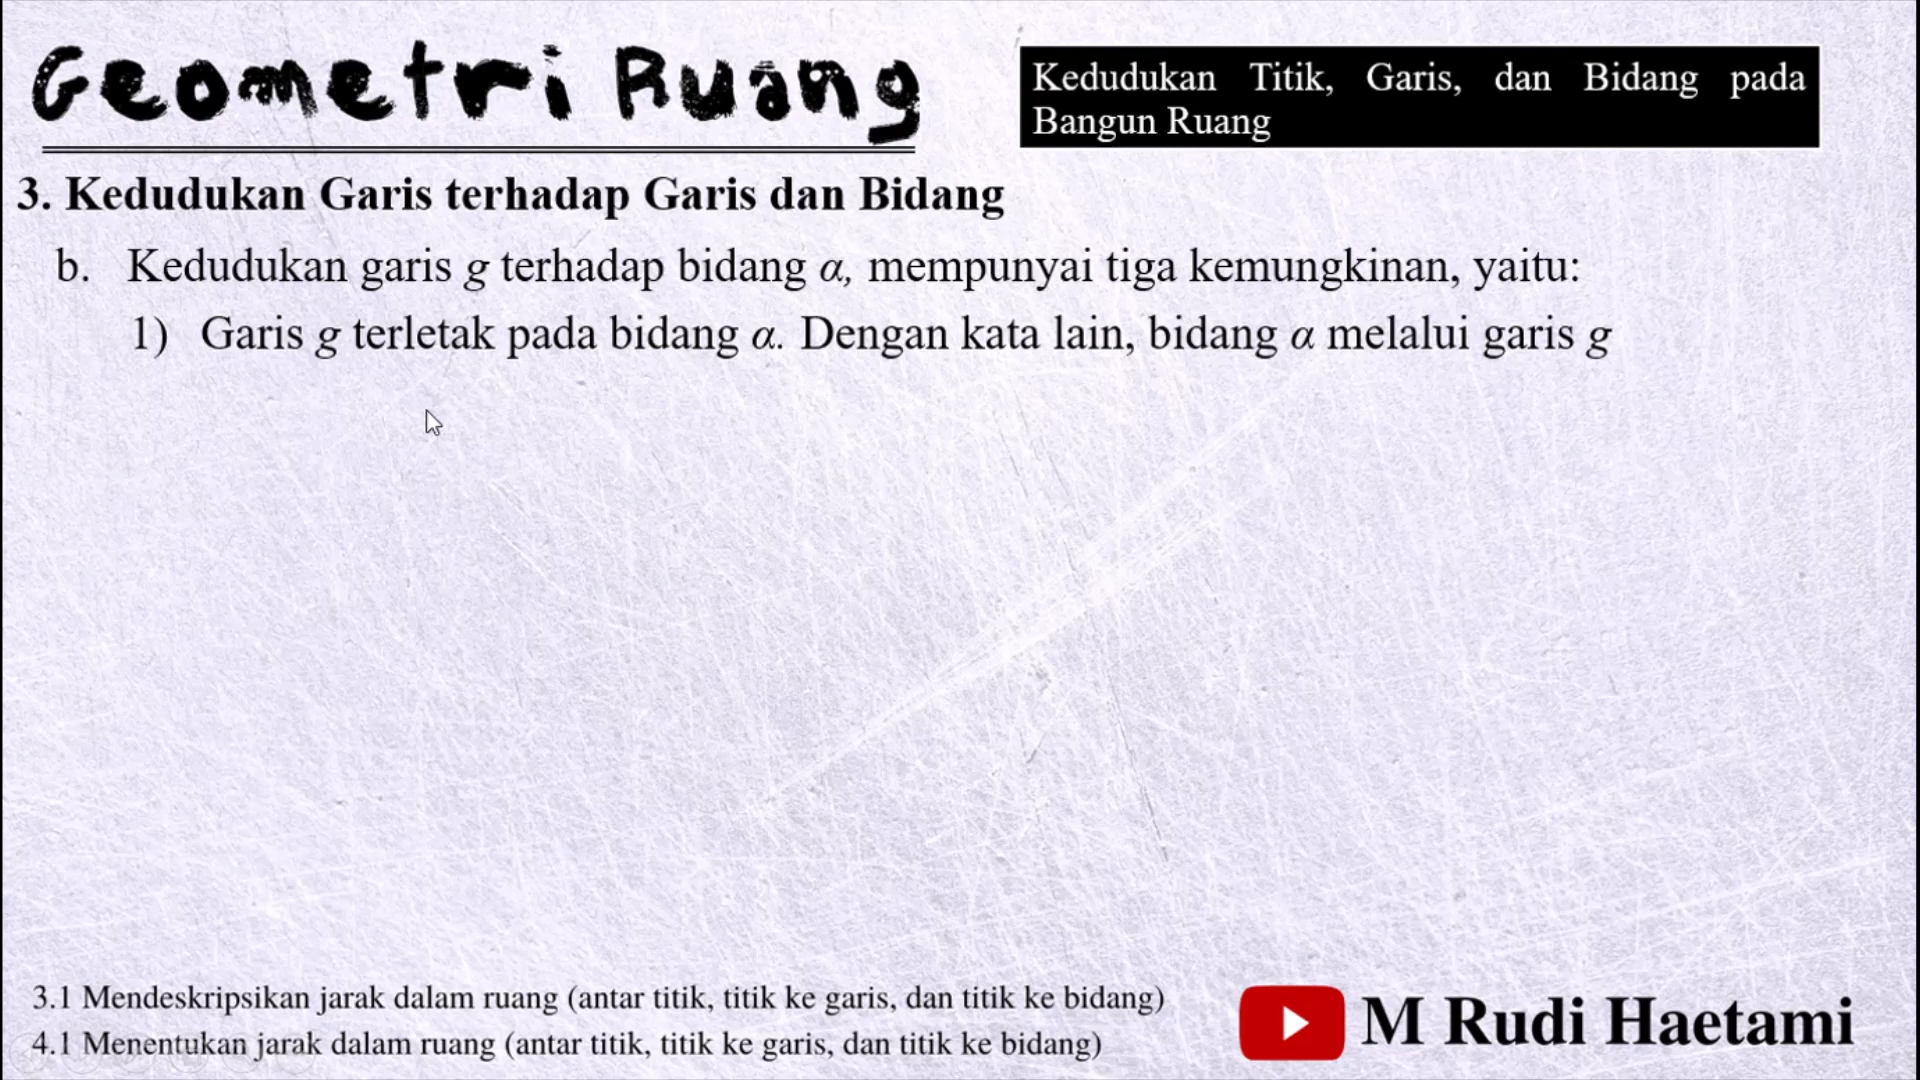 Geometri Ruang
Kedudukan Titik, Garis, dan Bidang pada
Bangun Ruang
3. Kedudukan Garis terhadap Garis dan Bidang
b. Kedudukan garis g terhadap bidang α, mempunyai tiga kemungkinan, yaitu:
1) Garis g terletak pada bidang α. Dengan kata lain, bidang α melalui garis g
3.1 Mendeskripsikan jarak dalam ruang (antar titik, titik ke garis, dan titik ke bidang)
4.1 Menentukan jarak dalam ruang (antar titik, titik ke garis, dan titik ke bidang)
M Rudi Haetami